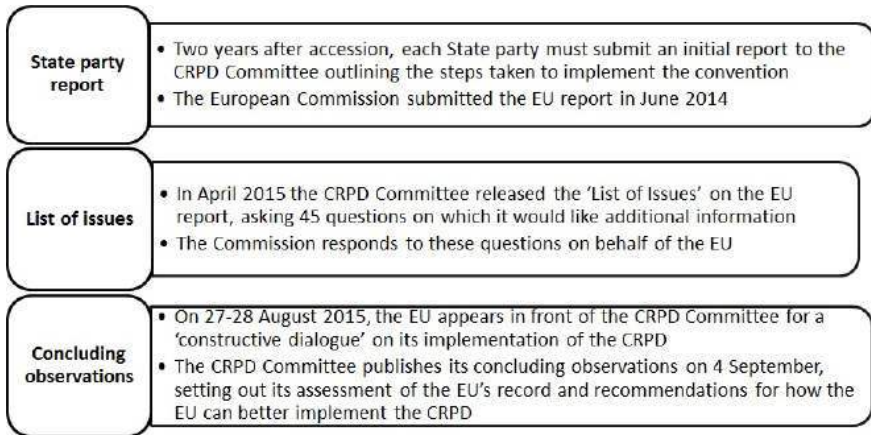 State party
report
• Two years after accession, each State party must submit an initial report to the
CRPD Committee outlining the steps taken to implement the convention
• The European Commission submitted the EU report in June 2014
List of issues
• In April 2015 the CRPD Committee released the 'List of Issues' on the EU
report, asking 45 questions on which it would like additional information
• The Commission responds to these questions on behalf of the EU
Concluding
observations
• On 27-28 August 2015, the EU appears in front of the CRPD Committee for a
'constructive dialogue' on its implementation of the CRPD
• The CRPD Committee publishes its concluding observations on 4 September,
setting out its assessment of the EU's record and recommendations for how the
EU can better implement the CRPD